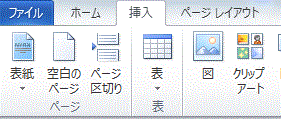 ファイル ホーム 挿入 ページ レイアウト
表紙 空白の ページ 表 図 クリップ
ページ 区切り アート
ページ 表